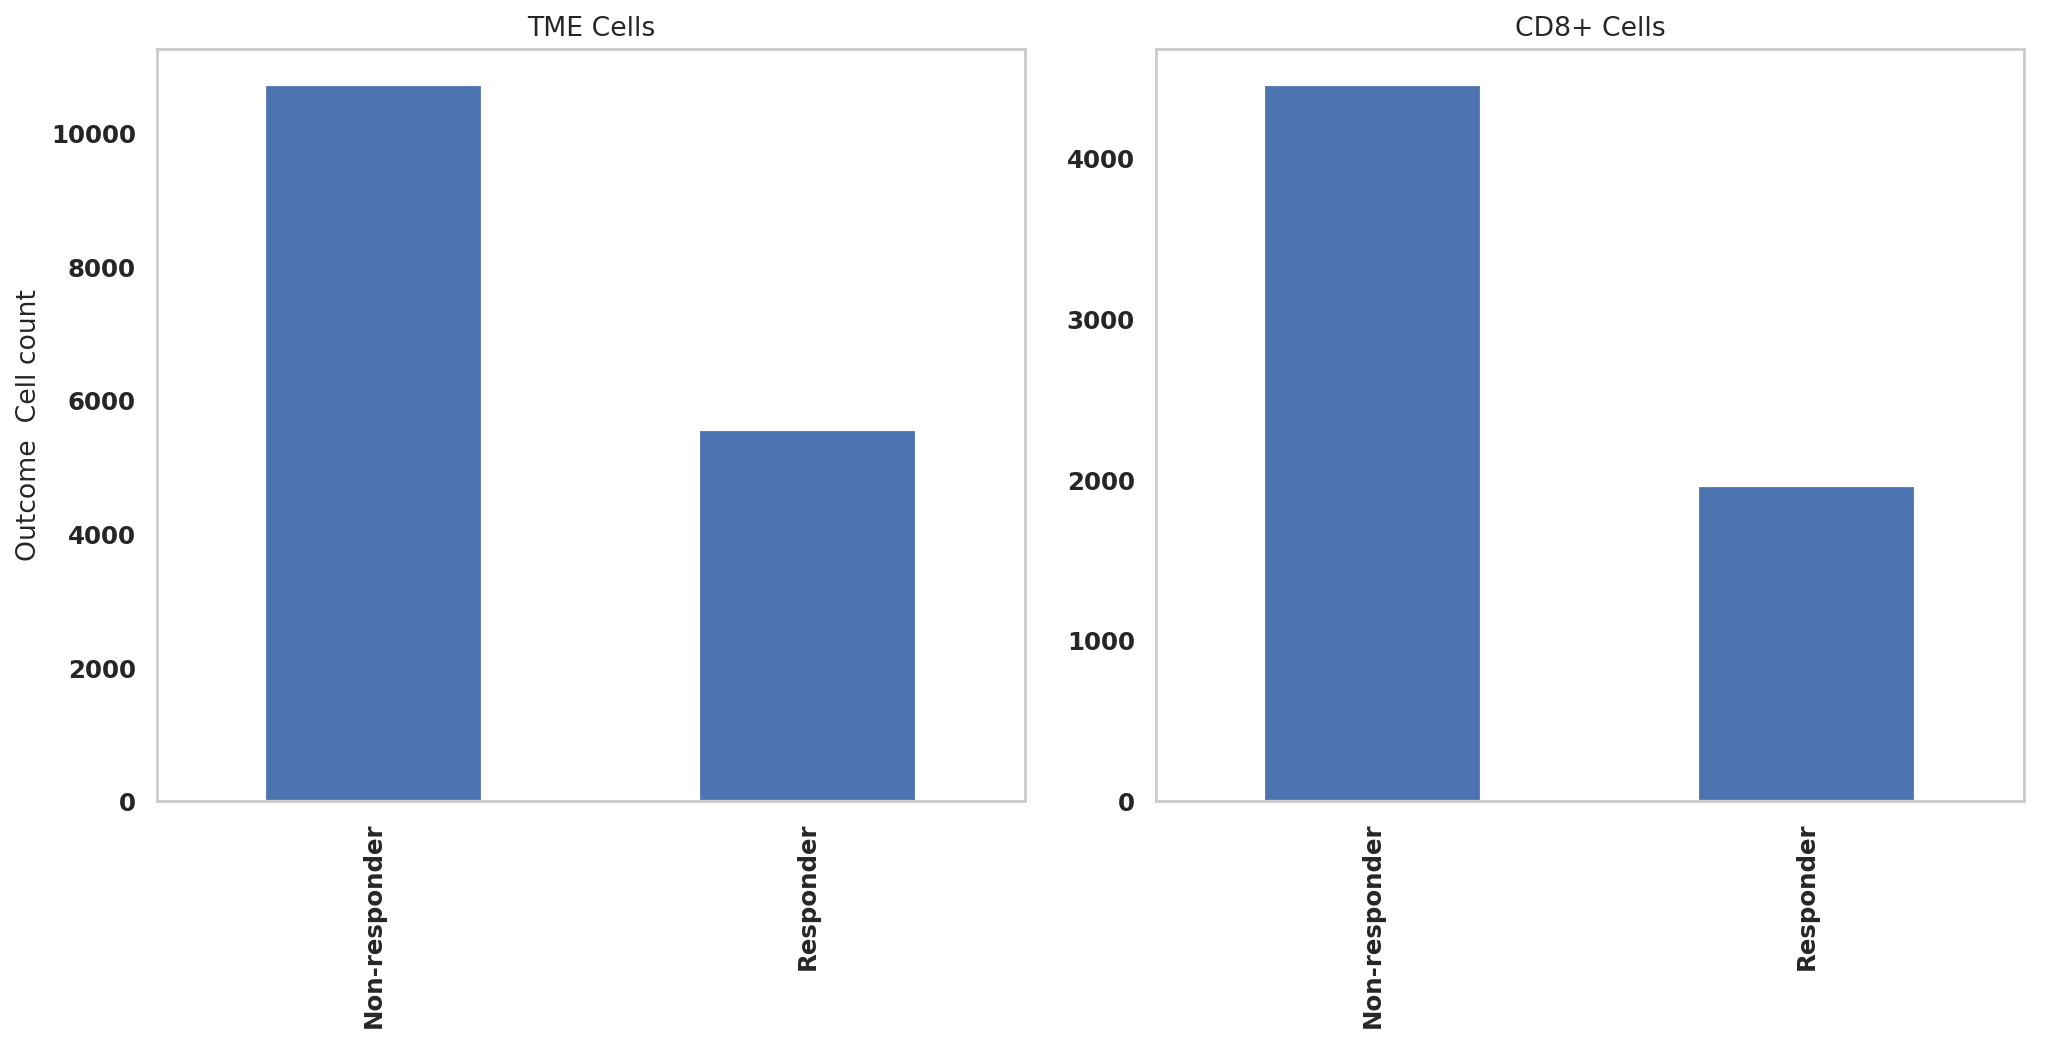 TME Cells
Outcome  Cell count
10000
8000
6000
4000
2000
0
Non-responder
Responder
CD8+ Cells
4000
3000
2000
1000
0
Non-responder
Responder